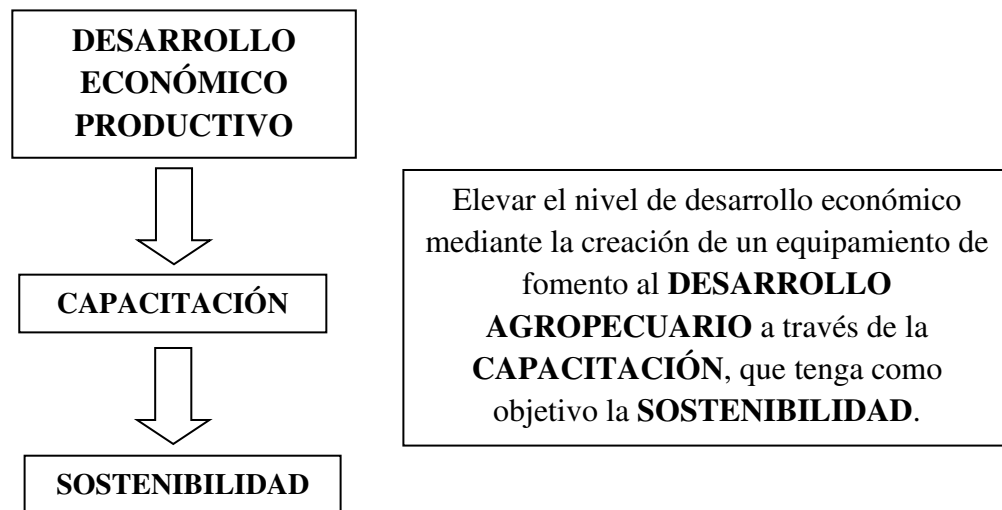 DESARROLLO
ECONÓMICO
PRODUCTIVO
CAPACITACIÓN
SOSTENIBILIDAD
Elevar el nivel de desarrollo económico
mediante la creación de un equipamiento de
fomento al DESARROLLO
AGROPECUARIO a través de la
CAPACITACIÓN, que tenga como
objetivo la SOSTENIBILIDAD.